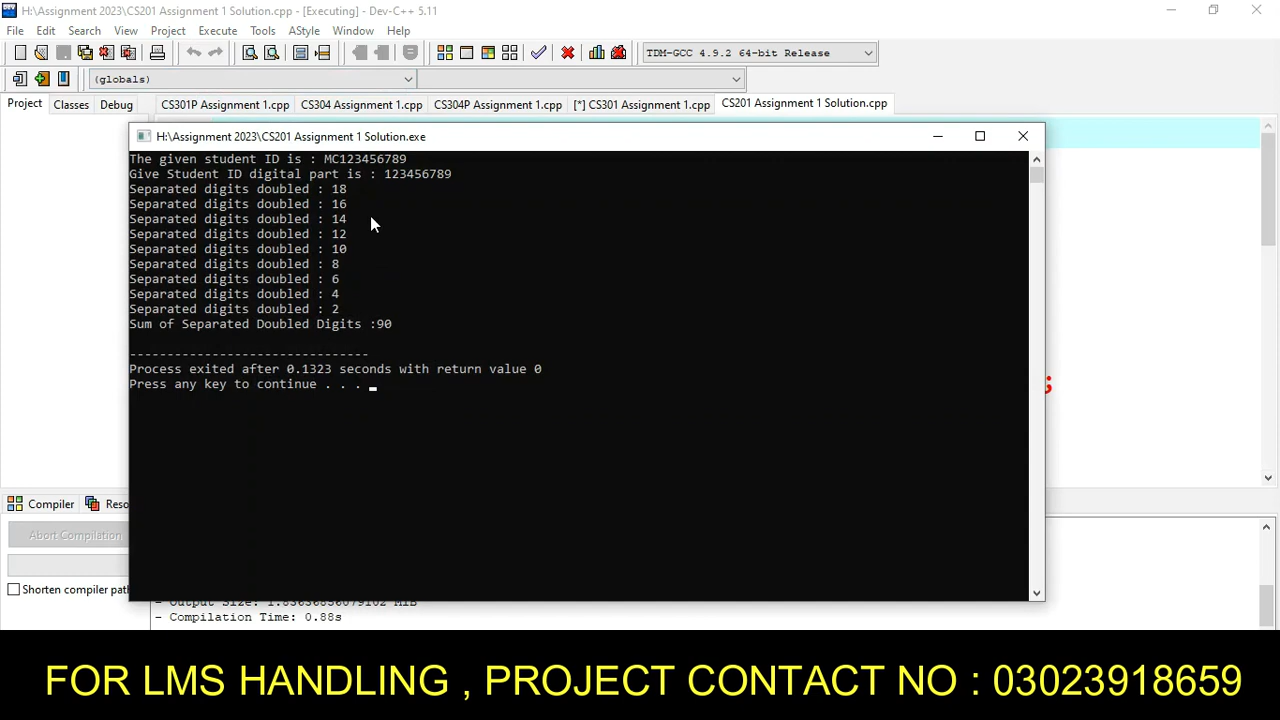 H:\Assignment 2023\CS201 Assignment 1 Solution.cpp - [Executing] - Dev-C++ 5.11
File Edit Search View Project Execute Tools AStyle Window Help
TDM-GCC 4.9.2 64-bit Release
(globals)
Project Classes Debug CS301P Assignment 1.cpp CS304 Assignment 1.cpp CS304P Assignment 1.cpp [*] CS301 Assignment 1.cpp CS201 Assignment 1 Solution.cpp
H:\Assignment 2023\CS201 Assignment 1 Solution.exe
The given student ID is : MC123456789
Give Student ID digital part is : 123456789
Separated digits doubled : 18
Separated digits doubled : 16
Separated digits doubled : 14
Separated digits doubled : 12
Separated digits doubled : 10
Separated digits doubled : 8
Separated digits doubled : 6
Separated digits doubled : 4
Separated digits doubled : 2
Sum of Separated Doubled Digits :90
--------------------------------
Process exited after 0.1323 seconds with return value 0
Press any key to continue . . .
;
Compiler Reso
Abort Compilation
Shorten compiler path
- Compilation Time: 0.88s
FOR LMS HANDLING , PROJECT CONTACT NO : 03023918659